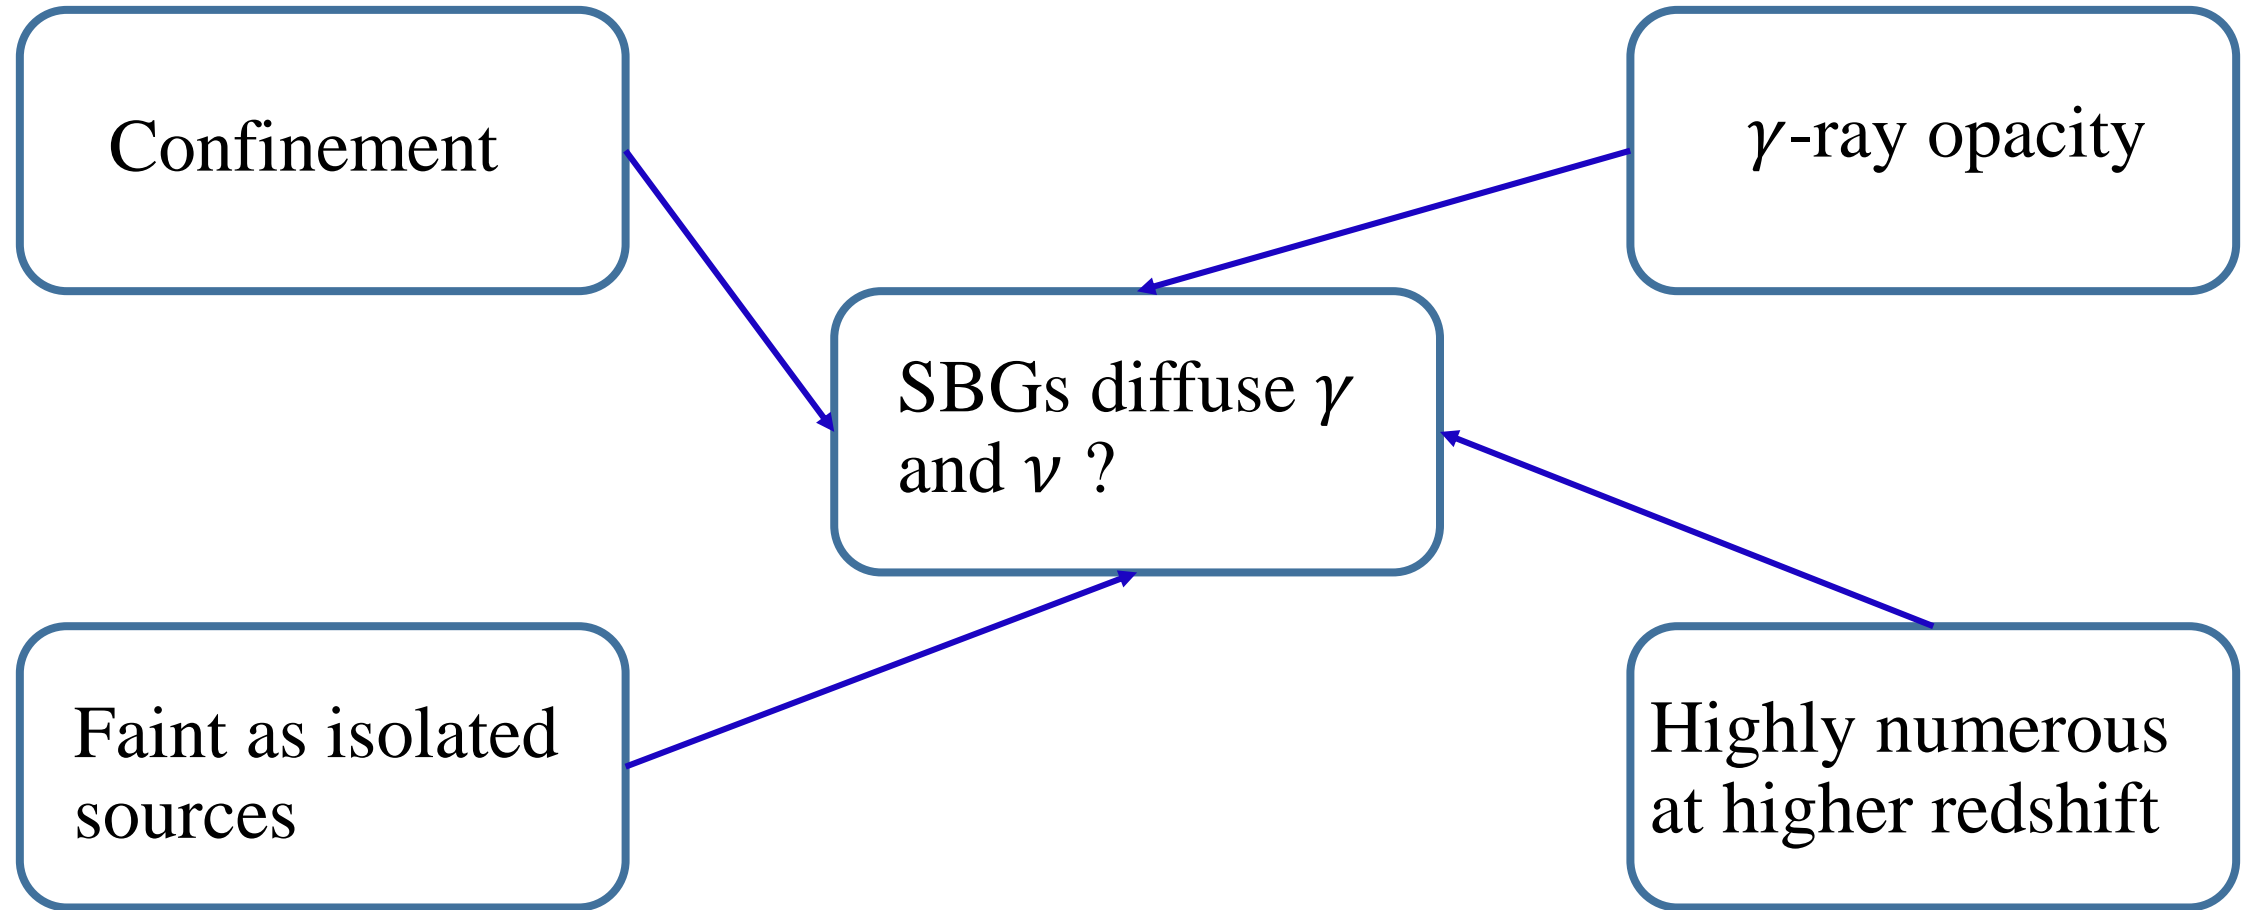 Confinement
γ-ray opacity
SBGs diffuse γ
and ν ?
Faint as isolated
sources
Highly numerous
at higher redshift